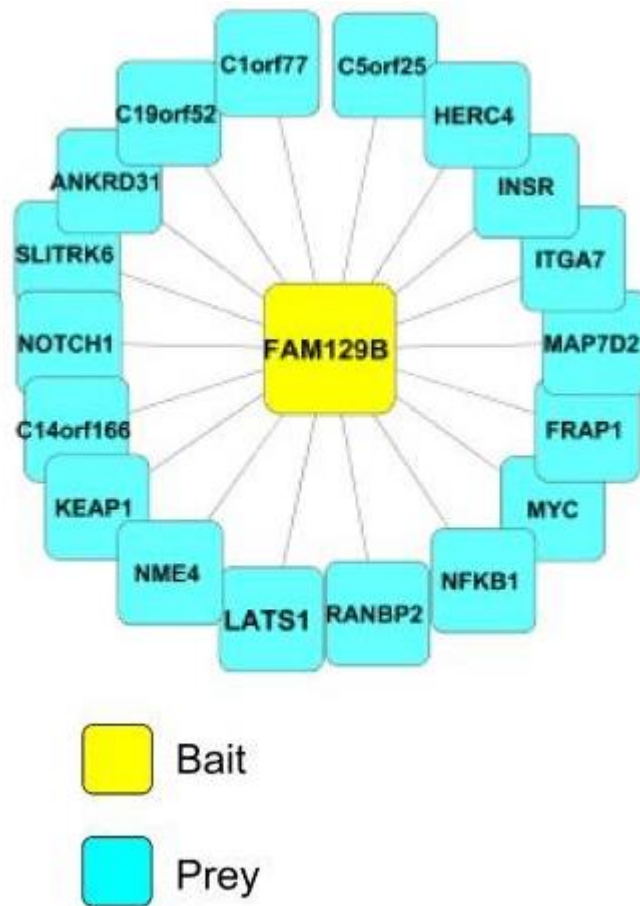 C1orf77
C5orf25
C19orf52
HERC4
ANKRD31
INSR
SLITRK6
ITGA7
NOTCH1
FAM129B
MAP7D2
C14orf166
FRAP1
KEAP1
MYC
NME4
NFKB1
LATS1
RANBP2
Bait
Prey